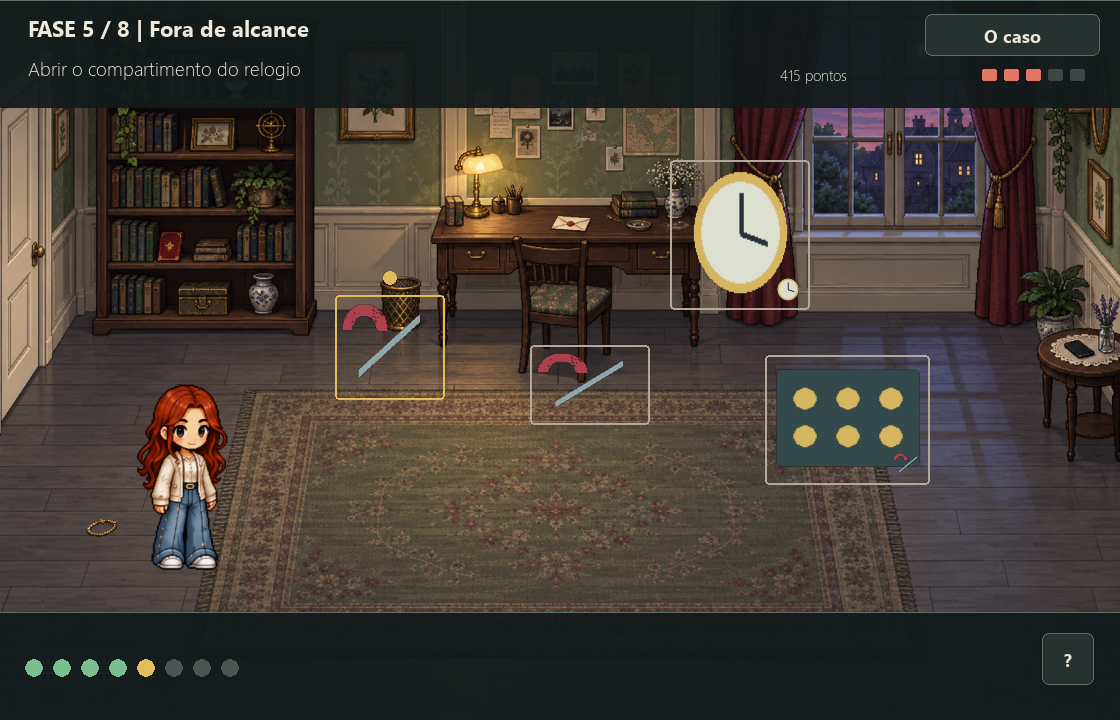 FASE 5 / 8 | Fora de alcance
O caso
Abrir o compartimento do relogio
415 pontos
?